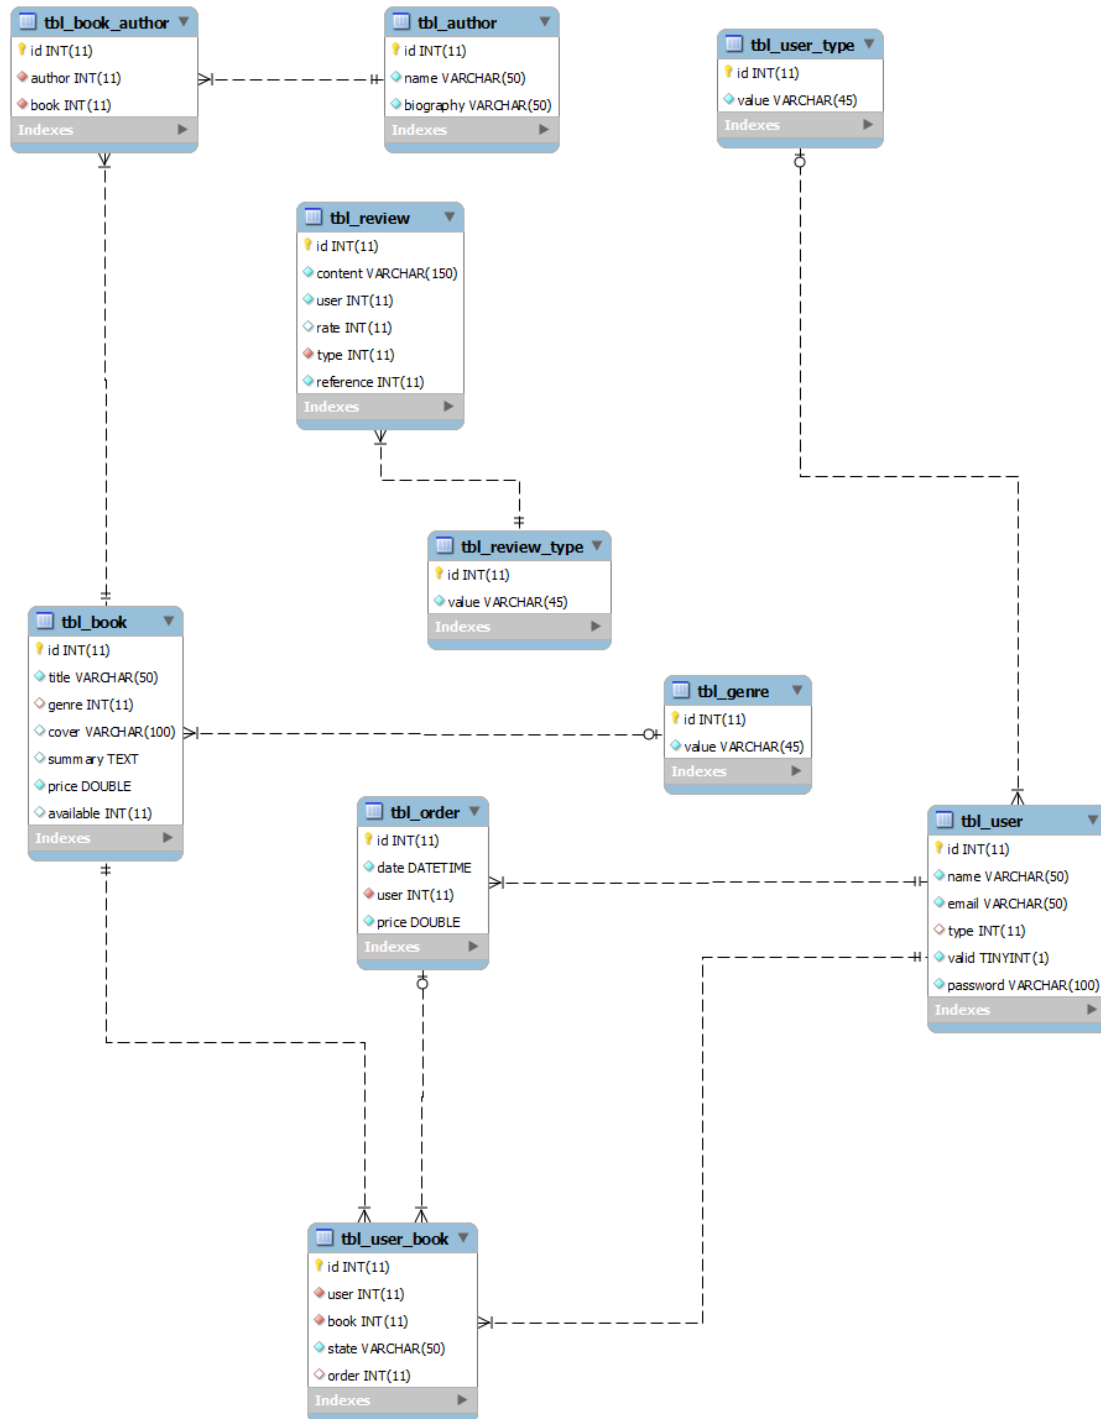 tbl_book_author
id INT(11)
author INT(11)
book INT(11)
Indexes
tbl_author
id INT(11)
name VARCHAR(50)
biography VARCHAR(50)
Indexes
tbl_user_type
id INT(11)
value VARCHAR(45)
Indexes
tbl_review
id INT(11)
content VARCHAR(150)
user INT(11)
rate INT(11)
type INT(11)
reference INT(11)
Indexes
tbl_review_type
id INT(11)
value VARCHAR(45)
Indexes
tbl_book
id INT(11)
title VARCHAR(50)
genre INT(11)
cover VARCHAR(100)
summary TEXT
price DOUBLE
available INT(11)
Indexes
tbl_genre
id INT(11)
value VARCHAR(45)
Indexes
tbl_order
id INT(11)
date DATETIME
user INT(11)
price DOUBLE
Indexes
tbl_user
id INT(11)
name VARCHAR(50)
email VARCHAR(50)
type INT(11)
valid TINYINT(1)
password VARCHAR(100)
Indexes
tbl_user_book
id INT(11)
user INT(11)
book INT(11)
state VARCHAR(50)
order INT(11)
Indexes